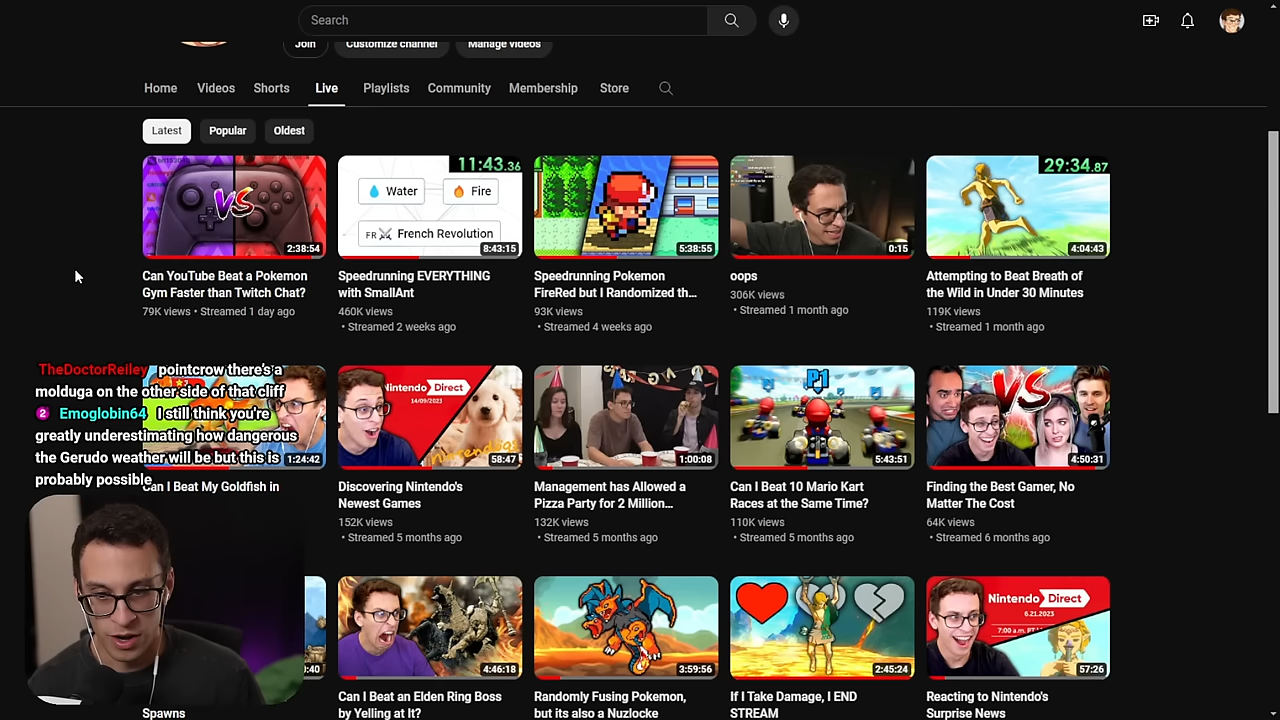 Search
Join
Customize channel
Manage videos
Home
Videos
Shorts
Live
Playlists
Community
Membership
Store
Latest
Popular
Oldest
VS
2:38:54
11:43.36
Water
Fire
FR ⚔ French Revolution
8:43:15
5:38:55
0:15
29:34.87
4:04:43
Can YouTube Beat a Pokemon
Gym Faster than Twitch Chat?
79K views • Streamed 1 day ago
Speedrunning EVERYTHING
with SmallAnt
460K views
• Streamed 2 weeks ago
Speedrunning Pokemon
FireRed but I Randomized th...
93K views
• Streamed 4 weeks ago
oops
306K views
• Streamed 1 month ago
Attempting to Beat Breath of
the Wild in Under 30 Minutes
119K views
• Streamed 1 month ago
TheDoctorReiley pointcrow there's a
molduga on the other side of that cliff
2 Emoglobin64 I still think you're
greatly underestimating how dangerous
the Gerudo weather will be but this is
probably possible
1:24:42
Can I Beat My Goldfish in
Nintendo Direct
14/09/2023
58:47
Discovering Nintendo's
Newest Games
152K views
• Streamed 5 months ago
1:00:08
Management has Allowed a
Pizza Party for 2 Million...
132K views
• Streamed 5 months ago
P1
5:43:51
Can I Beat 10 Mario Kart
Races at the Same Time?
110K views
• Streamed 5 months ago
VS
4:50:31
Finding the Best Gamer, No
Matter The Cost
64K views
• Streamed 6 months ago
:40
Spawns
4:46:18
Can I Beat an Elden Ring Boss
by Yelling at It?
3:59:56
Randomly Fusing Pokemon,
but its also a Nuzlocke
2:45:24
If I Take Damage, I END
STREAM
Nintendo Direct
6.21.2023
7:00 a.m. PT
57:26
Reacting to Nintendo's
Surprise News